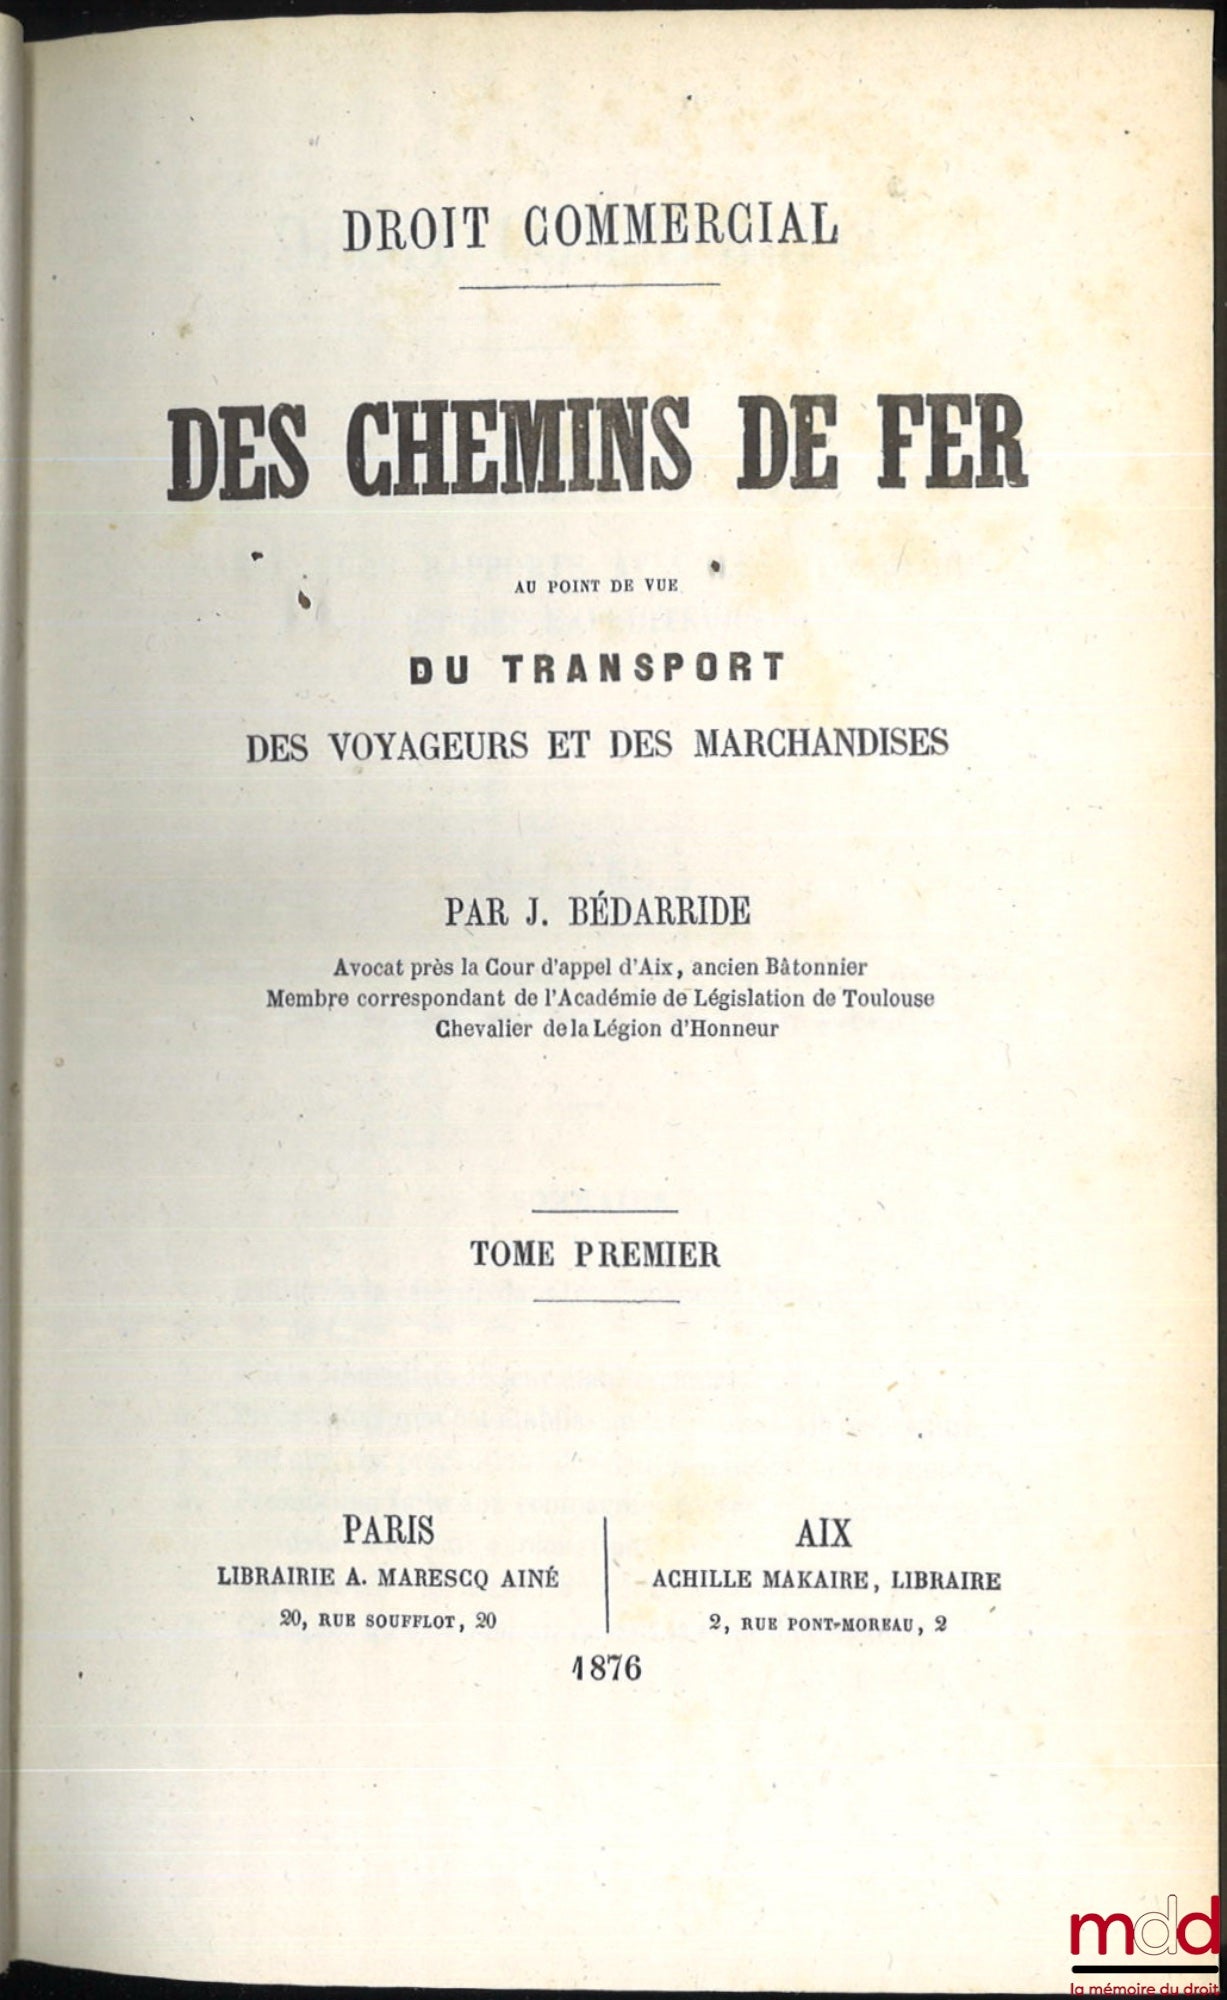 DROIT COMMERCIAL
DES CHEMINS DE FER
AU POINT DE VUE
DU TRANSPORT
DES VOYAGEURS ET DES MARCHANDISES
PAR J. BÉDARRIDE
Avocat près la Cour d'appel d'Aix, ancien Bâtonnier
Membre correspondant de l'Académie de Législation de Toulouse
Chevalier de la Légion d'Honneur
TOME PREMIER
PARIS
LIBRAIRIE A. MARESCQ AINÉ
20, RUE SOUFFLOT, 20
AIX
ACHILLE MAKAIRE, LIBRAIRE
2, RUE PONT-MOREAU, 2
1876
mdd
la mémoire du droit